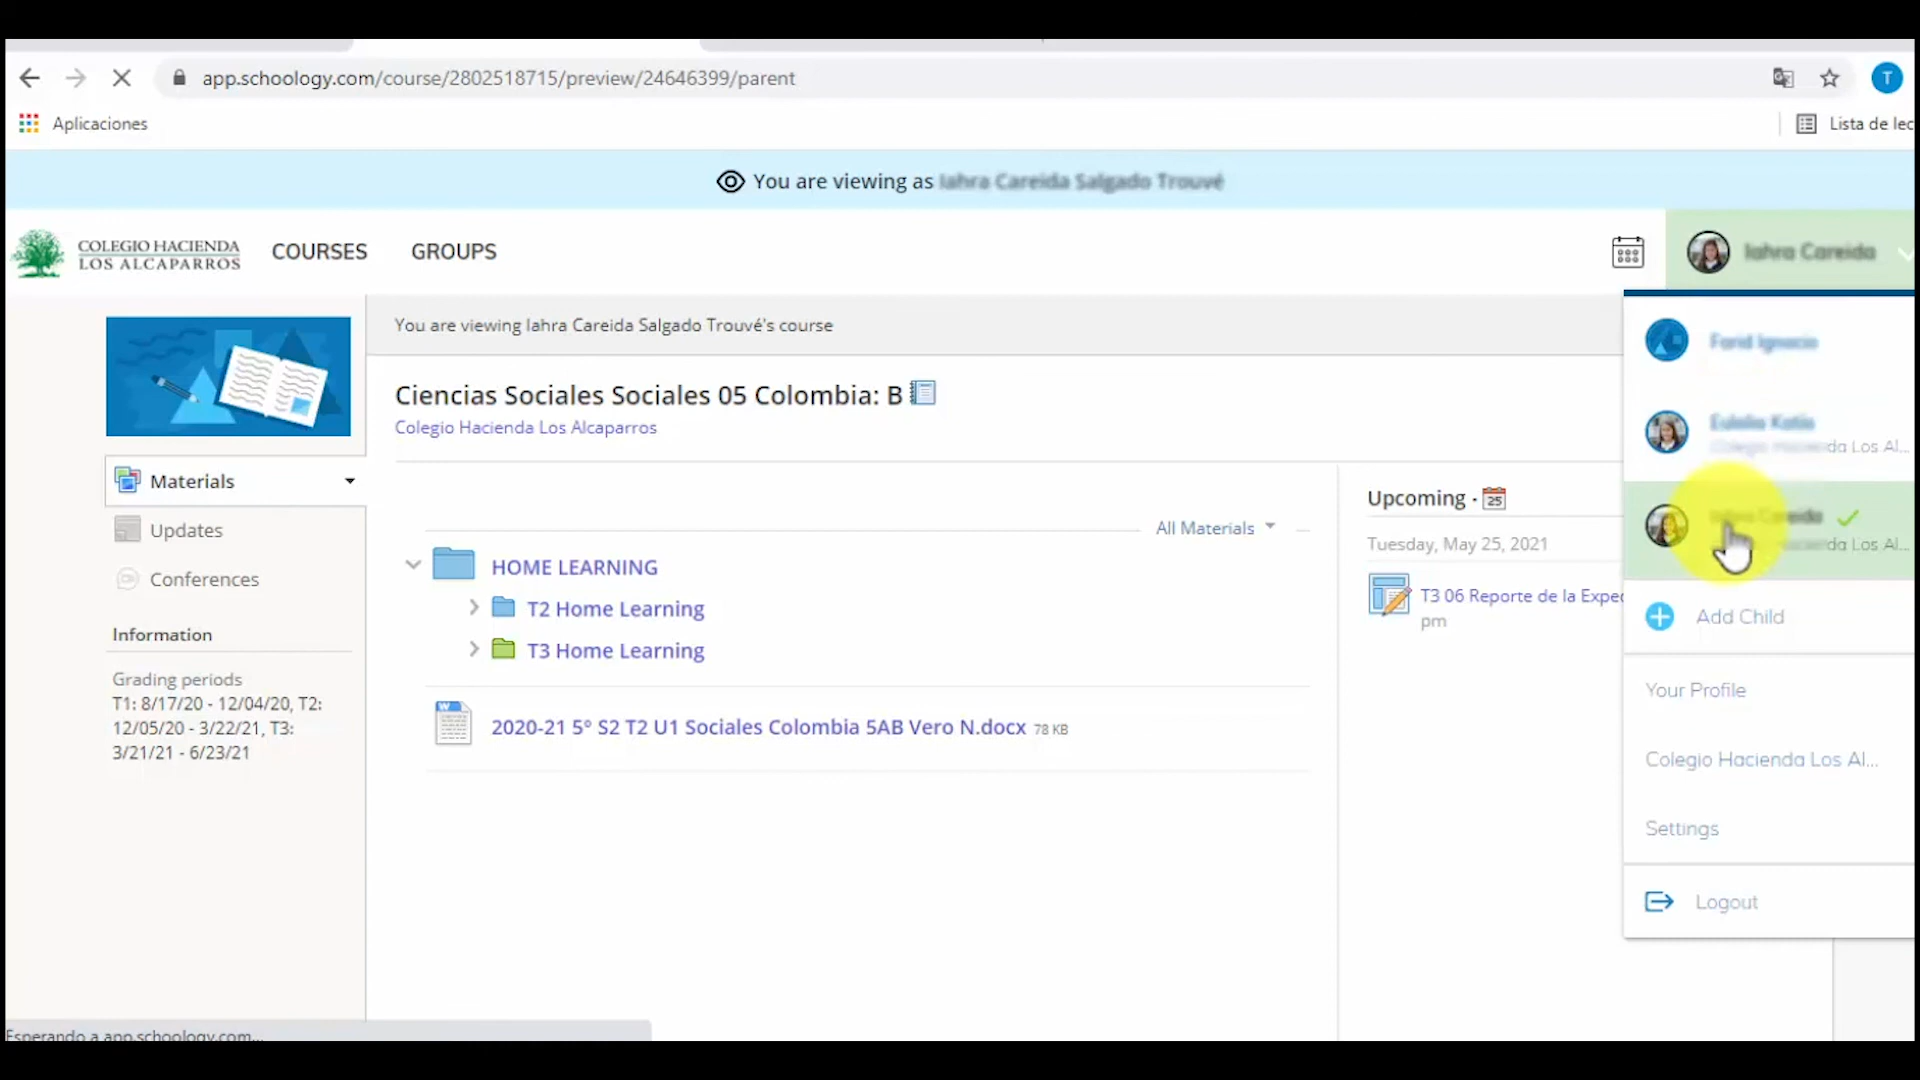 app.schoology.com/course/2802518715/preview/24646399/parent
T
Aplicaciones
Lista de lec
You are viewing as
COLEGIO HACIENDA
LOS ALCAPARROS
COURSES
GROUPS
You are viewing Iahra Careida Salgado Trouvé's course
Ciencias Sociales Sociales 05 Colombia: B
Colegio Hacienda Los Alcaparros
Materials
Updates
Conferences
Information
Grading periods
T1: 8/17/20 - 12/04/20, T2:
12/05/20 - 3/22/21, T3:
3/21/21 - 6/23/21
All Materials
HOME LEARNING
T2 Home Learning
T3 Home Learning
2020-21 5° S2 T2 U1 Sociales Colombia 5AB Vero N.docx 78 KB
Upcoming · 25
Tuesday, May 25, 2021
T3 06 Reporte de la Exped
pm
da Los Al...
da Los Al...
Add Child
Your Profile
Colegio Hacienda Los Al...
Settings
Logout
Esperando a app.schoology.com...